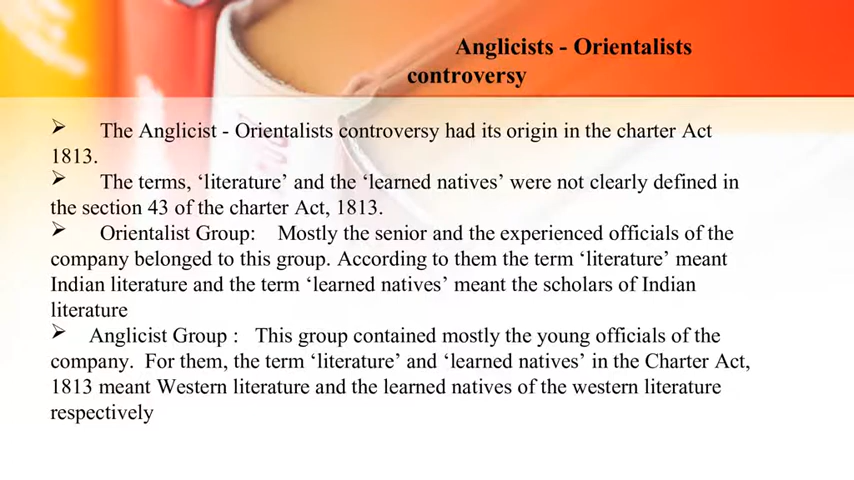 Anglicists - Orientalists
controversy
➢ The Anglicist - Orientalists controversy had its origin in the charter Act
1813.
➢ The terms, ‘literature’ and the ‘learned natives’ were not clearly defined in
the section 43 of the charter Act, 1813.
➢ Orientalist Group: Mostly the senior and the experienced officials of the
company belonged to this group. According to them the term ‘literature’ meant
Indian literature and the term ‘learned natives’ meant the scholars of Indian
literature
➢ Anglicist Group : This group contained mostly the young officials of the
company. For them, the term ‘literature’ and ‘learned natives’ in the Charter Act,
1813 meant Western literature and the learned natives of the western literature
respectively